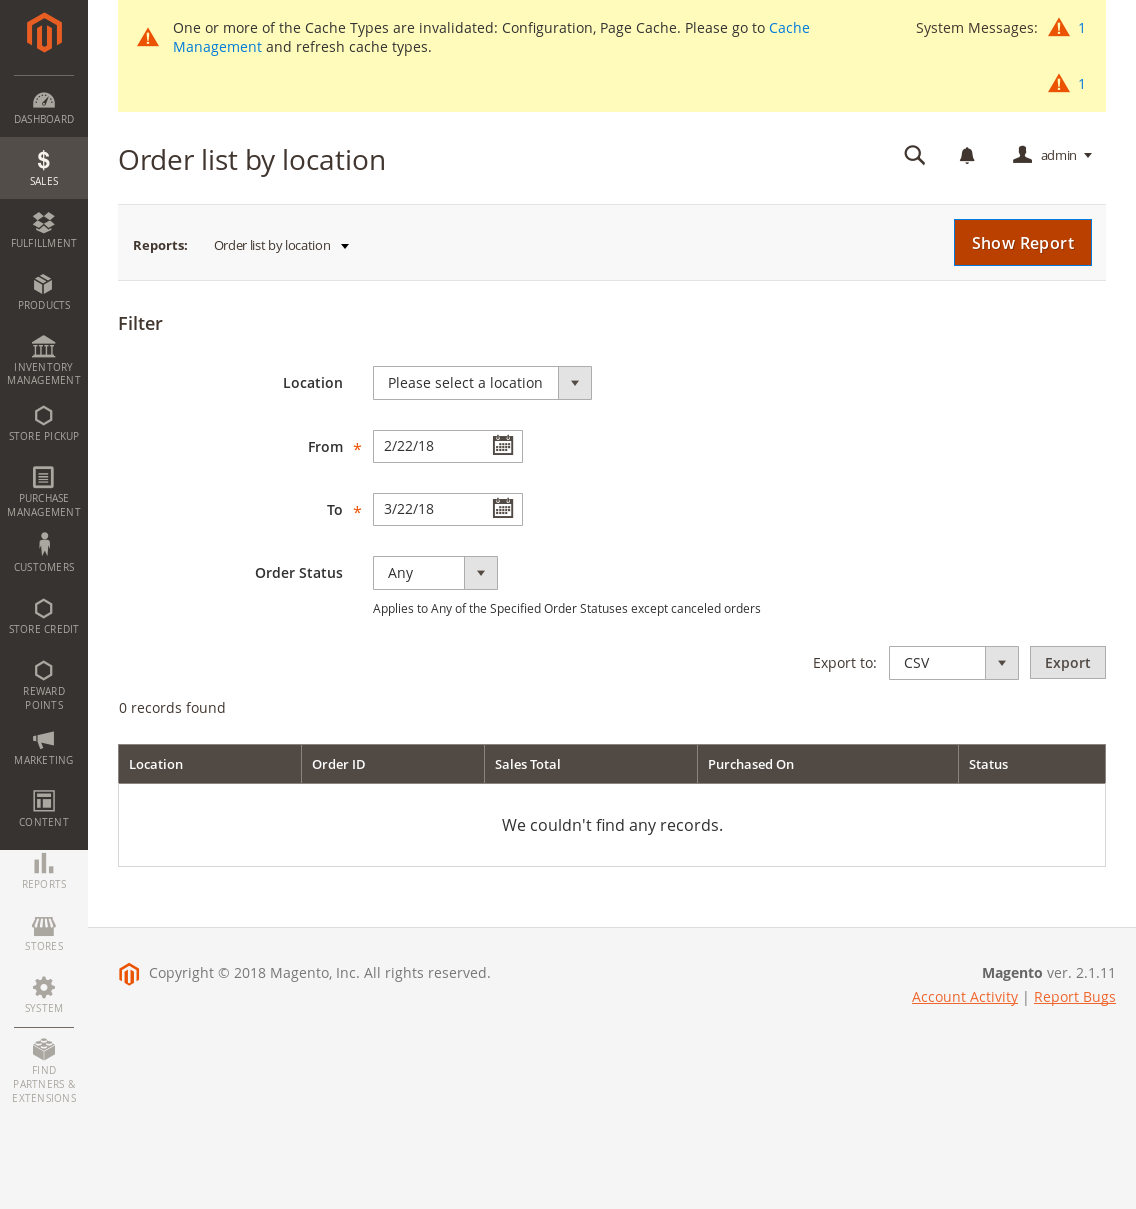 One or more of the Cache Types are invalidated: Configuration, Page Cache. Please go to Cache
Management and refresh cache types.
System Messages: 1
1
DASHBOARD
SALES
FULFILLMENT
PRODUCTS
INVENTORY
MANAGEMENT
STORE PICKUP
PURCHASE
MANAGEMENT
CUSTOMERS
STORE CREDIT
REWARD
POINTS
MARKETING
CONTENT
REPORTS
STORES
SYSTEM
FIND
PARTNERS &
EXTENSIONS
Order list by location
admin
Reports: Order list by location
Show Report
Filter
Location Please select a location
From * 2/22/18
To * 3/22/18
Order Status Any
Applies to Any of the Specified Order Statuses except canceled orders
Export to: CSV Export
0 records found
Location Order ID Sales Total Purchased On Status
We couldn't find any records.
Copyright © 2018 Magento, Inc. All rights reserved.
Magento ver. 2.1.11
Account Activity | Report Bugs